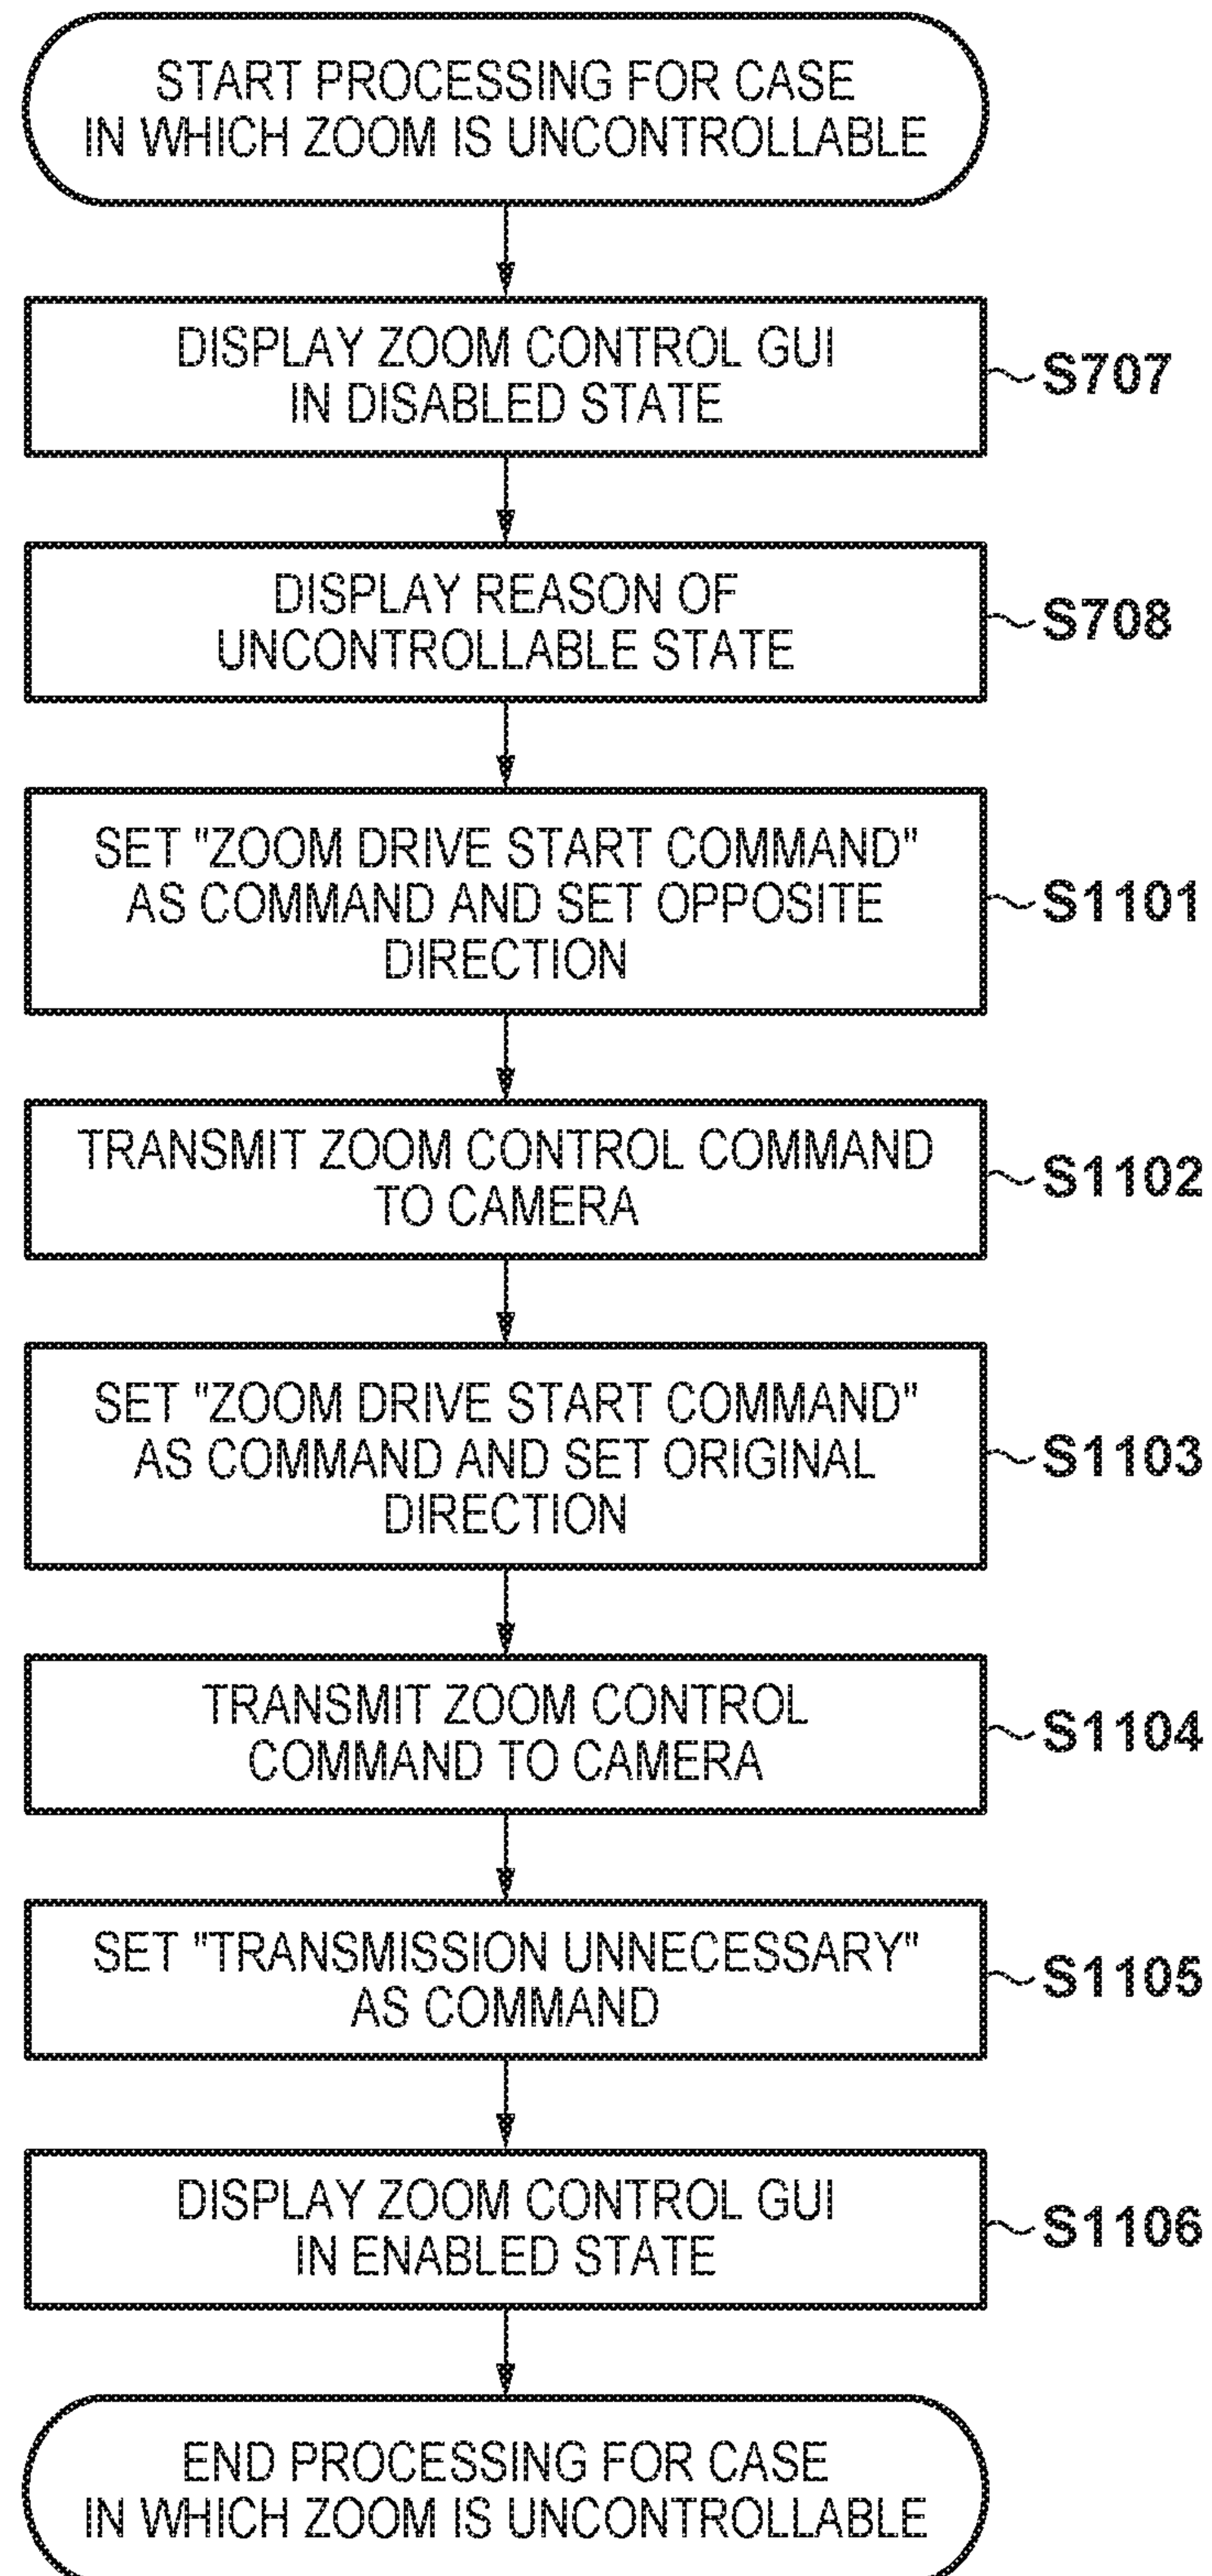 START PROCESSING FOR CASE
IN WHICH ZOOM IS UNCONTROLLABLE
DISPLAY ZOOM CONTROL GUI
IN DISABLED STATE
S707
DISPLAY REASON OF
UNCONTROLLABLE STATE
S708
SET "ZOOM DRIVE START COMMAND"
AS COMMAND AND SET OPPOSITE
DIRECTION
S1101
TRANSMIT ZOOM CONTROL COMMAND
TO CAMERA
S1102
SET "ZOOM DRIVE START COMMAND"
AS COMMAND AND SET ORIGINAL
DIRECTION
S1103
TRANSMIT ZOOM CONTROL
COMMAND TO CAMERA
S1104
SET "TRANSMISSION UNNECESSARY"
AS COMMAND
S1105
DISPLAY ZOOM CONTROL GUI
IN ENABLED STATE
S1106
END PROCESSING FOR CASE
IN WHICH ZOOM IS UNCONTROLLABLE